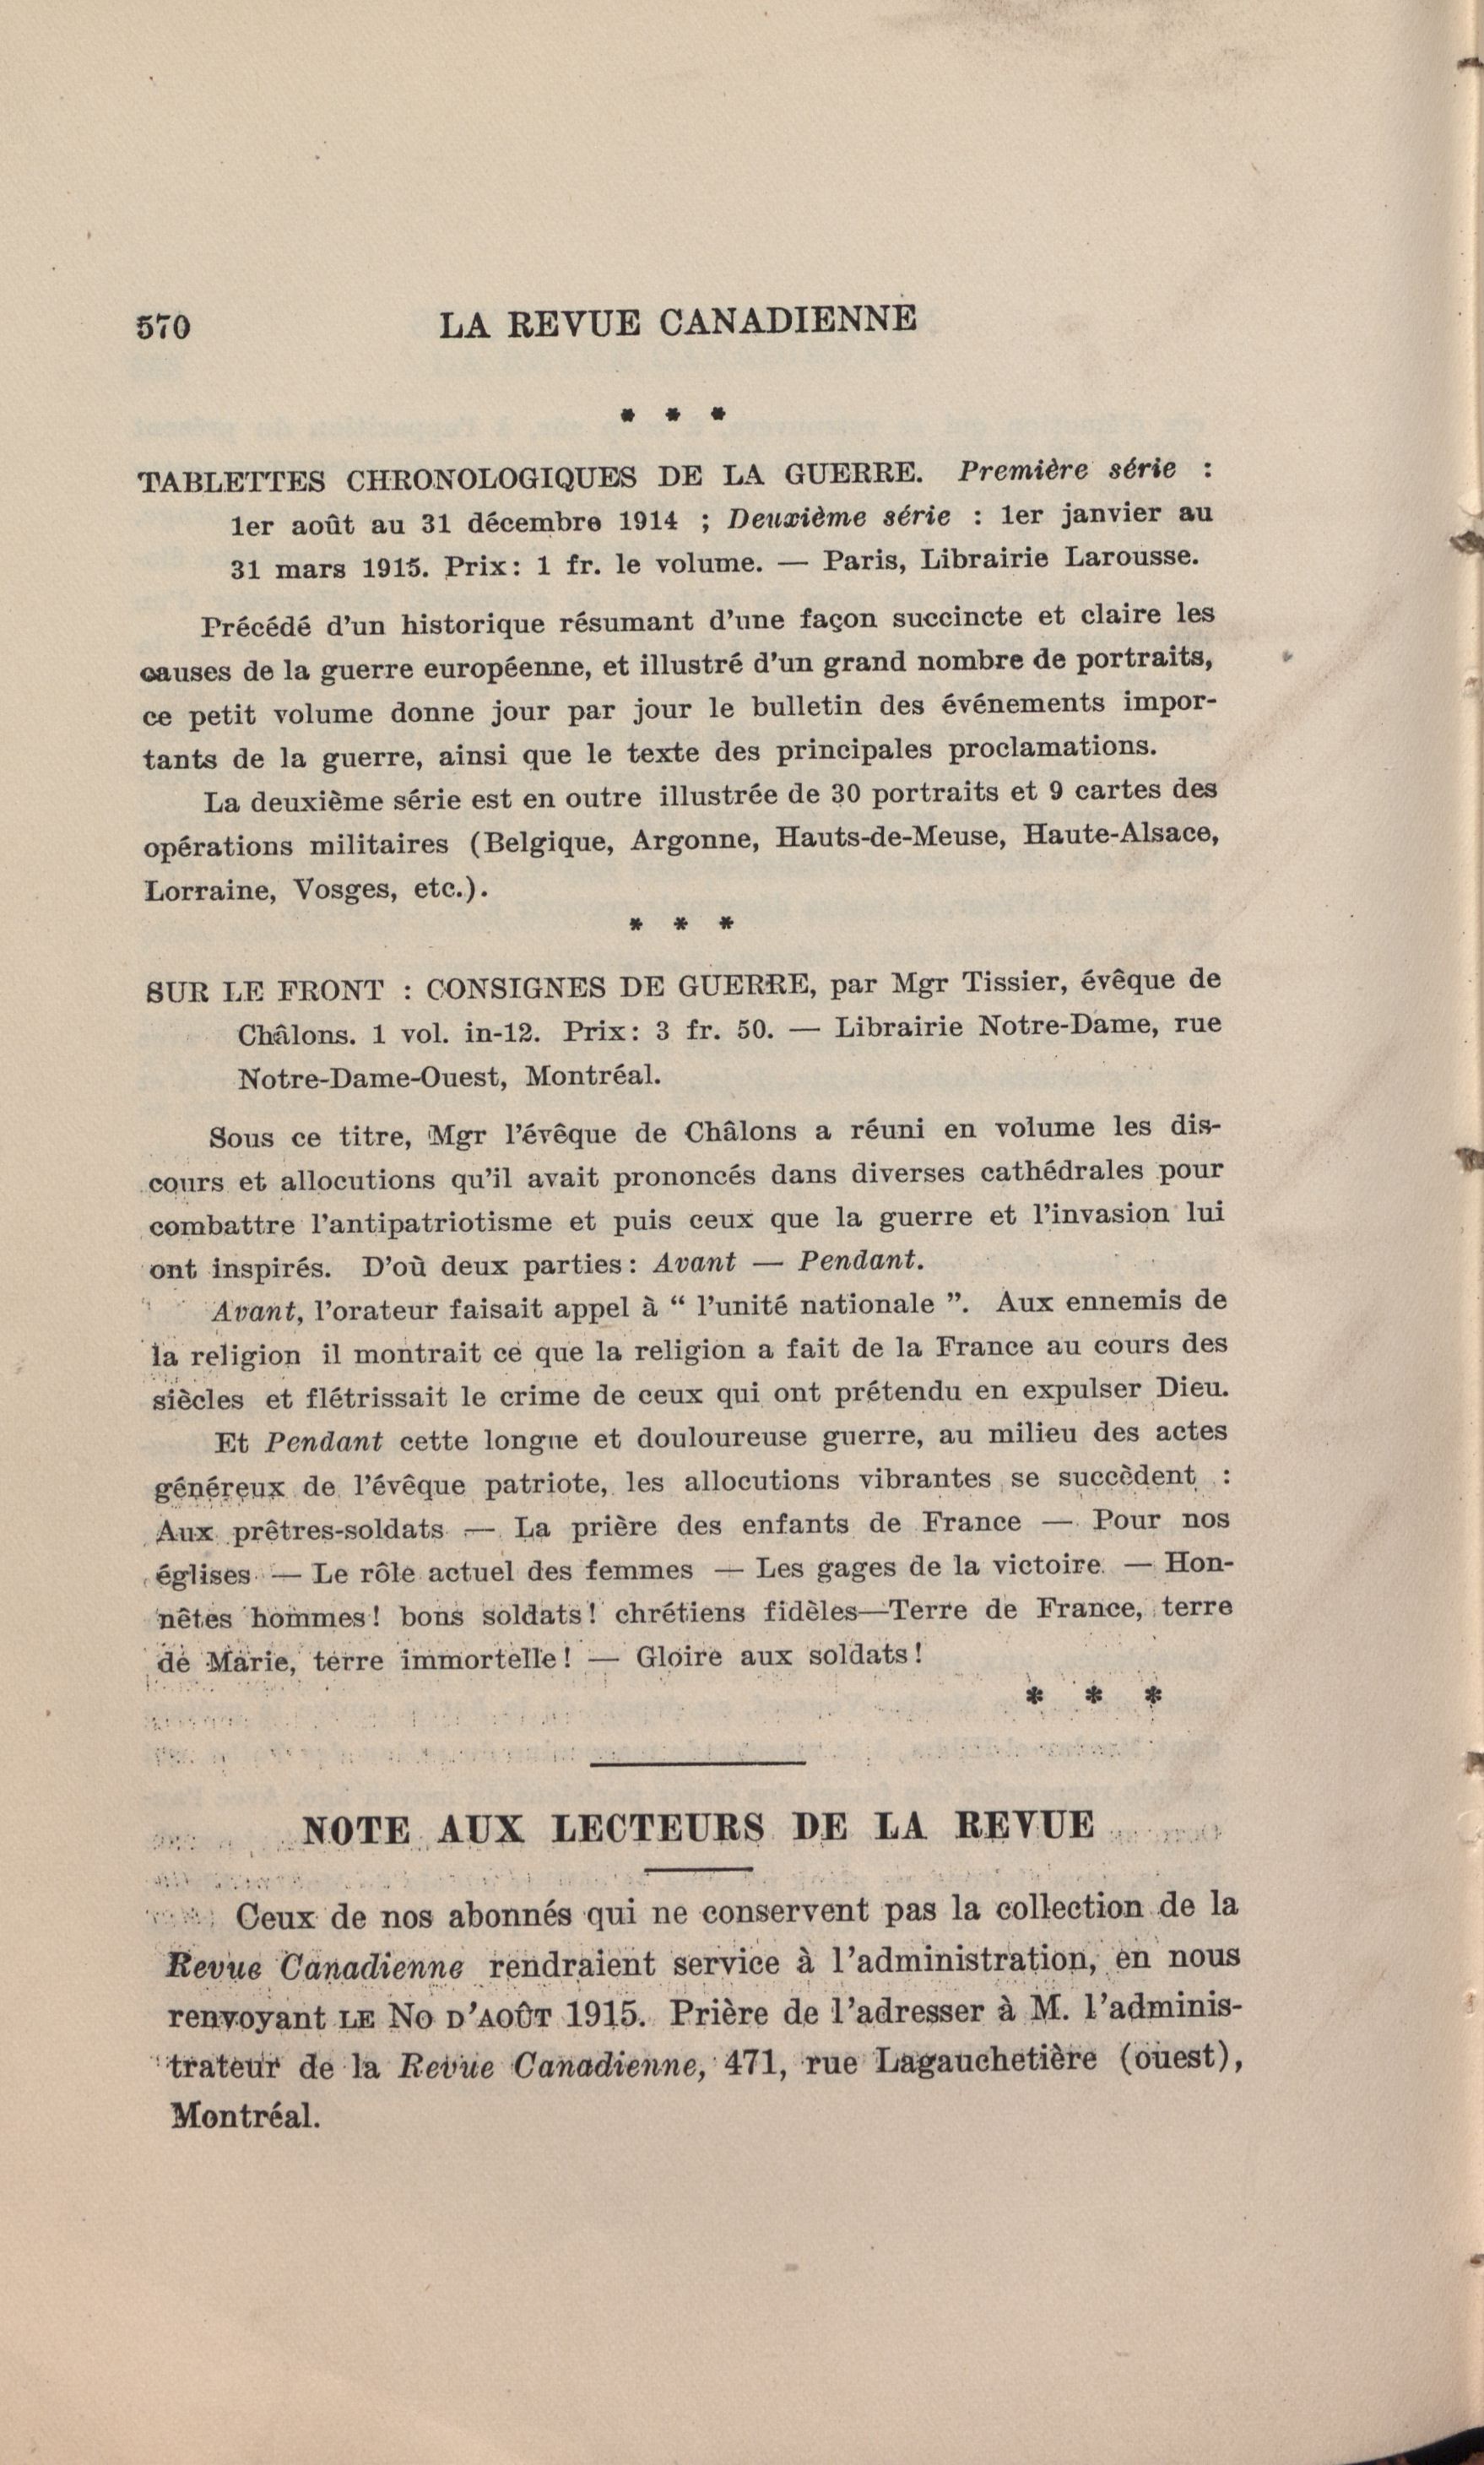 570 LA REVUE CANADIENNE
* * *
TABLETTES CHRONOLOGIQUES DE LA GUERRE. Première série :
1er août au 31 décembre 1914 ; Deuxième série : 1er janvier au
31 mars 1915. Prix: 1 fr. le volume. — Paris, Librairie Larousse.
Précédé d'un historique résumant d'une façon succincte et claire les
causes de la guerre européenne, et illustré d'un grand nombre de portraits,
ce petit volume donne jour par jour le bulletin des événements impor-
tants de la guerre, ainsi que le texte des principales proclamations.
La deuxième série est en outre illustrée de 30 portraits et 9 cartes des
opérations militaires (Belgique, Argonne, Hauts-de-Meuse, Haute-Alsace,
Lorraine, Vosges, etc.).
* * *
SUR LE FRONT : CONSIGNES DE GUERRE, par Mgr Tissier, évêque de
Châlons. 1 vol. in-12. Prix: 3 fr. 50. — Librairie Notre-Dame, rue
Notre-Dame-Ouest, Montréal.
Sous ce titre, Mgr l'évêque de Châlons a réuni en volume les dis-
cours et allocutions qu'il avait prononcés dans diverses cathédrales pour
combattre l'antipatriotisme et puis ceux que la guerre et l'invasion lui
ont inspirés. D'où deux parties: Avant — Pendant.
Avant, l'orateur faisait appel à “ l'unité nationale ”. Aux ennemis de
la religion il montrait ce que la religion a fait de la France au cours des
siècles et flétrissait le crime de ceux qui ont prétendu en expulser Dieu.
Et Pendant cette longue et douloureuse guerre, au milieu des actes
généreux de l'évêque patriote, les allocutions vibrantes se succèdent :
Aux prêtres-soldats — La prière des enfants de France — Pour nos
églises — Le rôle actuel des femmes — Les gages de la victoire — Hon-
nêtes hommes! bons soldats! chrétiens fidèles—Terre de France, terre
de Marie, terre immortelle! — Gloire aux soldats!
* * *
NOTE AUX LECTEURS DE LA REVUE
Ceux de nos abonnés qui ne conservent pas la collection de la
Revue Canadienne rendraient service à l'administration, en nous
renvoyant LE NO D'AOÛT 1915. Prière de l'adresser à M. l'adminis-
trateur de la Revue Canadienne, 471, rue Lagauchetière (ouest),
Montréal.